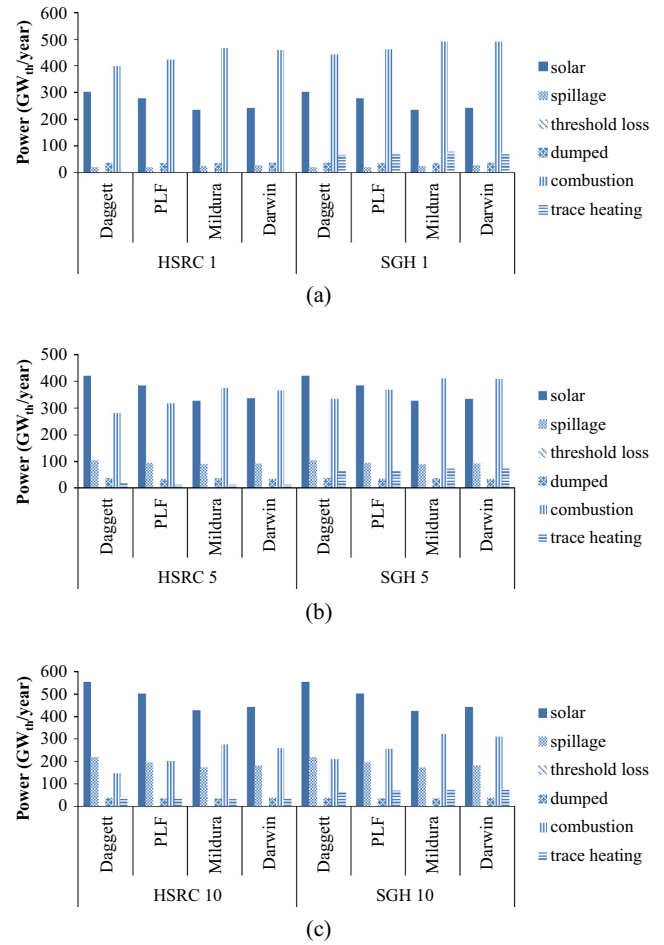 600
500
400
300
200
100
0
Power (GWth/year)
Daggett
PLF
Mildura
Darwin
Daggett
PLF
Mildura
Darwin
HSRC 1
SGH 1
solar
spillage
threshold loss
dumped
combustion
trace heating
(a)
500
400
300
200
100
0
Power (GWth/year)
Daggett
PLF
Mildura
Darwin
Daggett
PLF
Mildura
Darwin
HSRC 5
SGH 5
solar
spillage
threshold loss
dumped
combustion
trace heating
(b)
600
500
400
300
200
100
0
Power (GWth/year)
Daggett
PLF
Mildura
Darwin
Daggett
PLF
Mildura
Darwin
HSRC 10
SGH 10
solar
spillage
threshold loss
dumped
combustion
trace heating
(c)